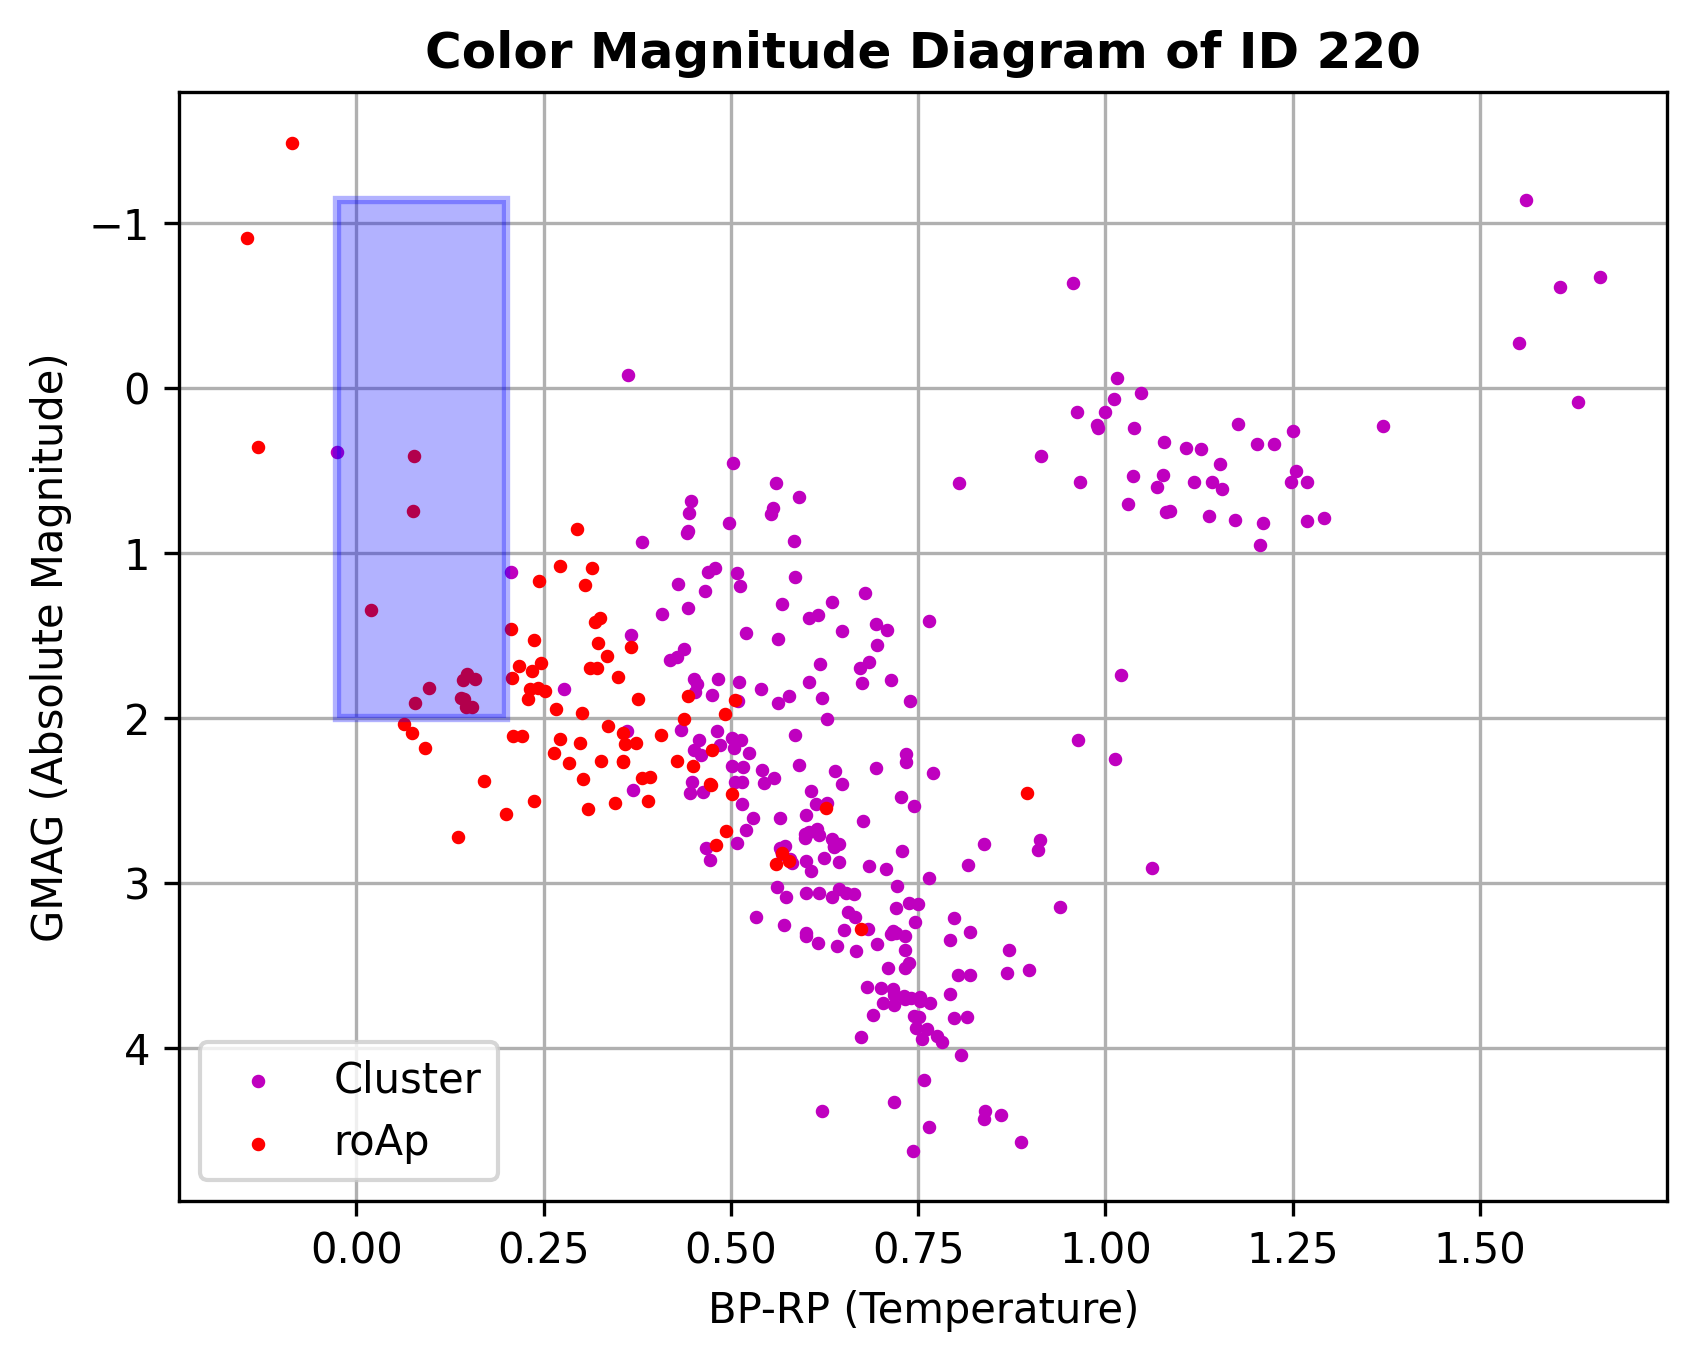 Color Magnitude Diagram of ID 220
GMAG (Absolute Magnitude)
−1
0
1
2
3
4
Cluster
roAp
0.00 0.25 0.50 0.75 1.00 1.25 1.50
BP-RP (Temperature)